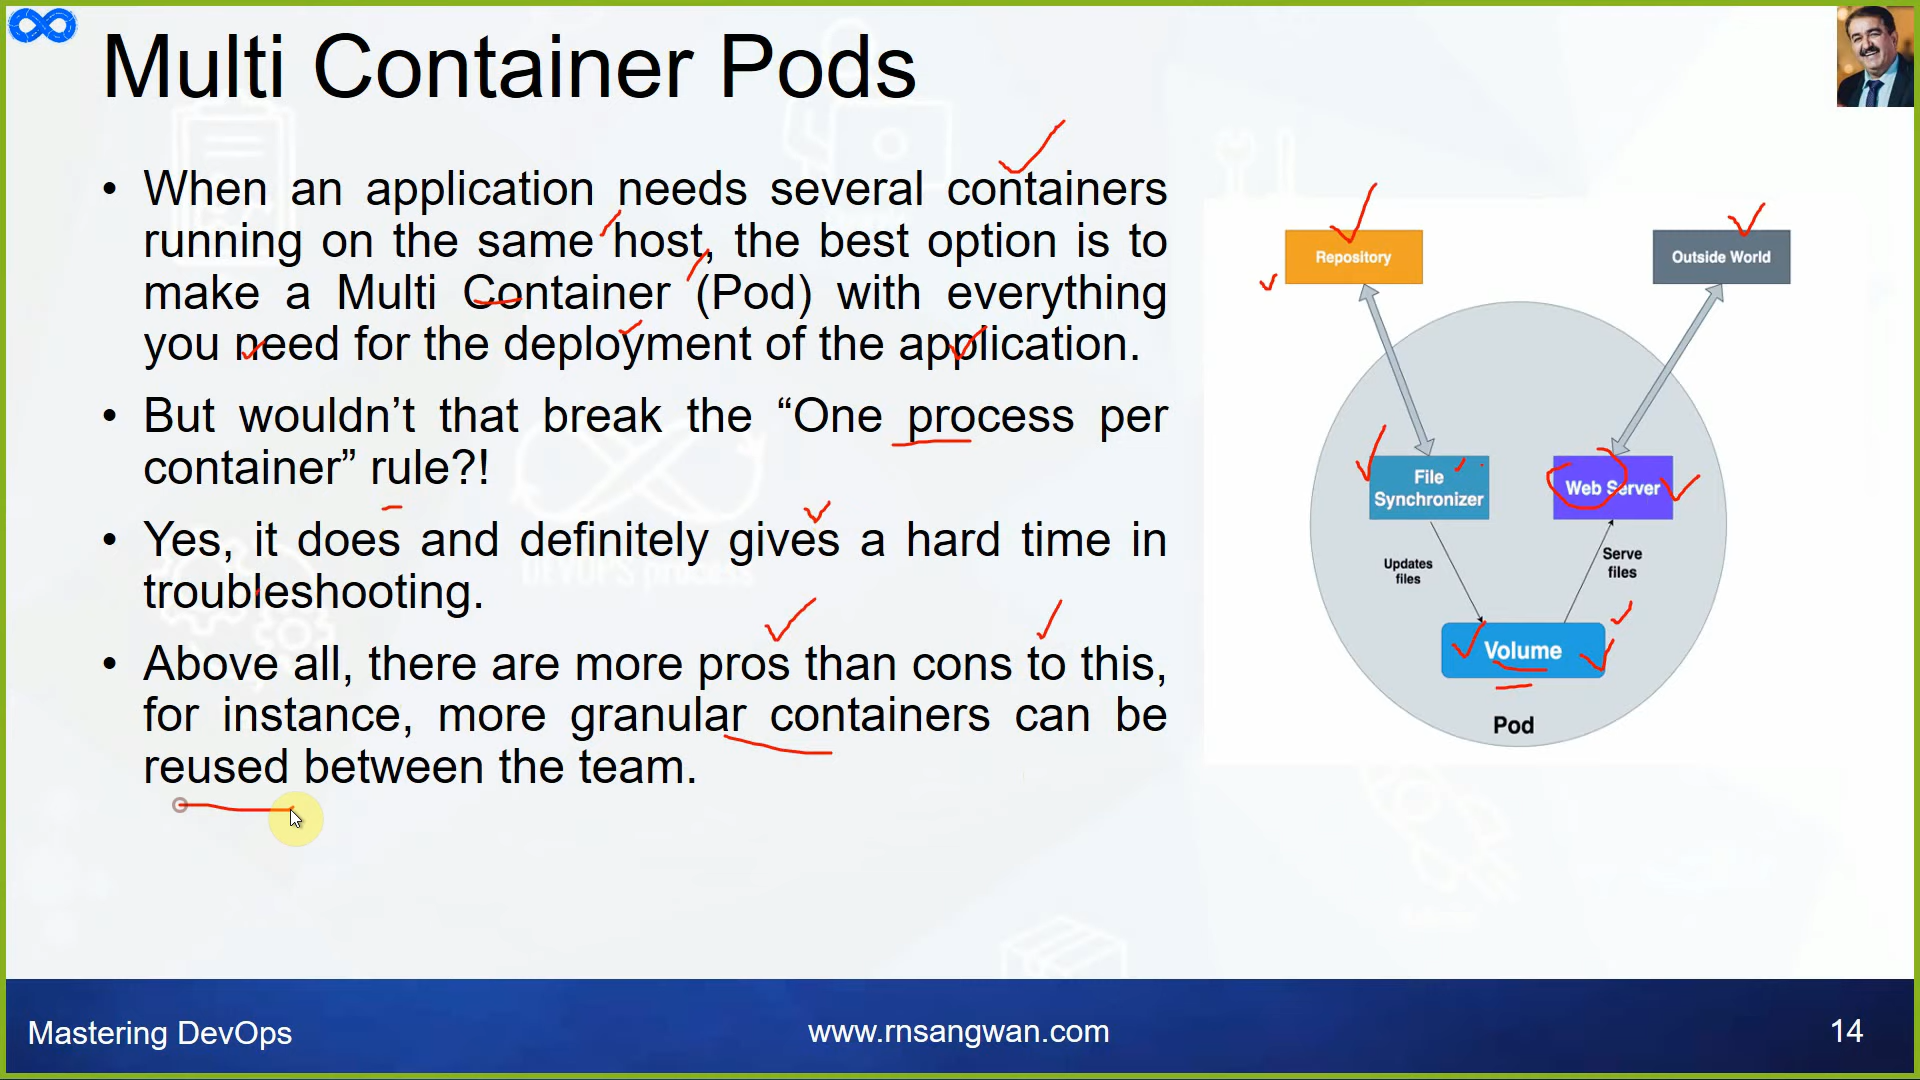 Multi Container Pods
• When an application needs several containers
running on the same host, the best option is to
make a Multi Container (Pod) with everything
you need for the deployment of the application.
• But wouldn’t that break the “One process per
container” rule?!
• Yes, it does and definitely gives a hard time in
troubleshooting.
• Above all, there are more pros than cons to this,
for instance, more granular containers can be
reused between the team.
Repository
Outside World
File
Synchronizer
Web Server
Updates
files
Serve
files
Volume
Pod
DEVOPS process
Mastering DevOps
www.rnsangwan.com
14